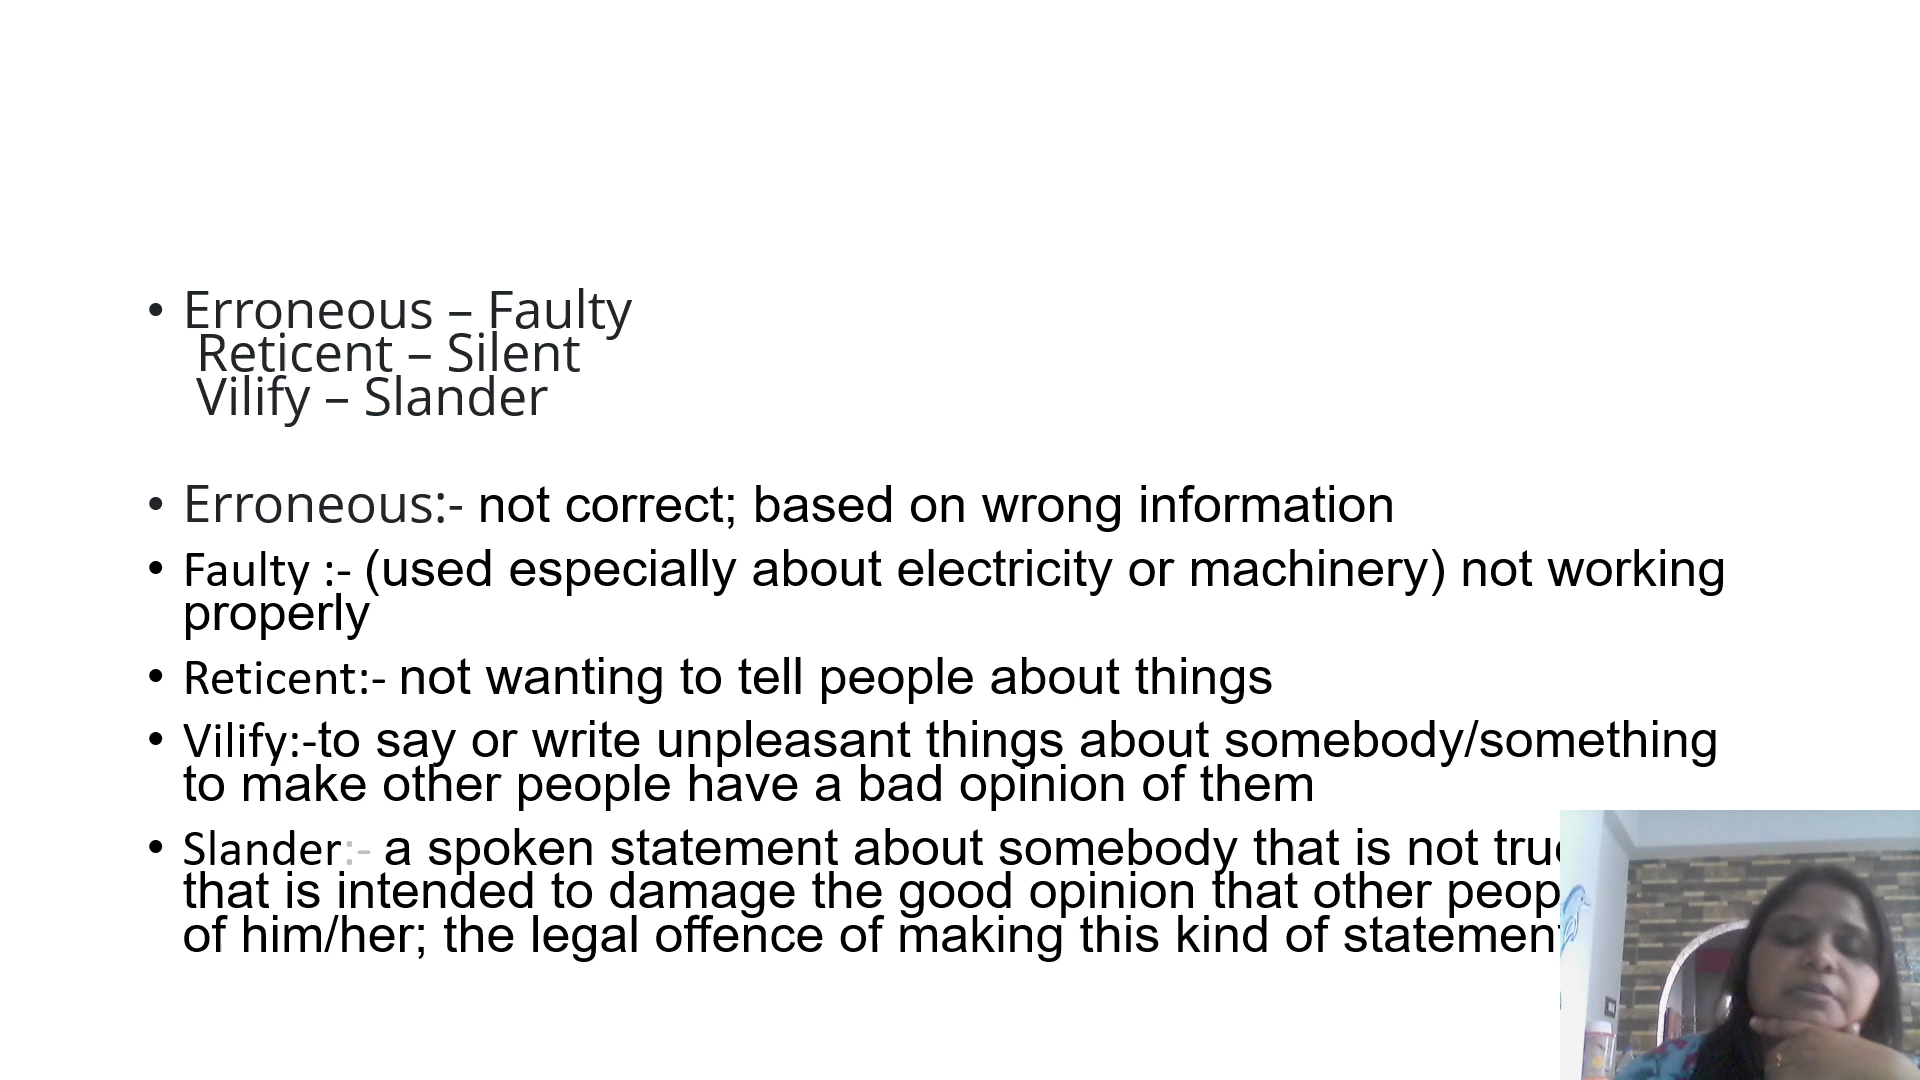 • Erroneous – Faulty
Reticent – Silent
Vilify – Slander
• Erroneous:- not correct; based on wrong information
• Faulty :- (used especially about electricity or machinery) not working
properly
• Reticent:- not wanting to tell people about things
• Vilify:-to say or write unpleasant things about somebody/something
to make other people have a bad opinion of them
• Slander:- a spoken statement about somebody that is not
that is intended to damage the good opinion that other
of him/her; the legal offence of making this kind of